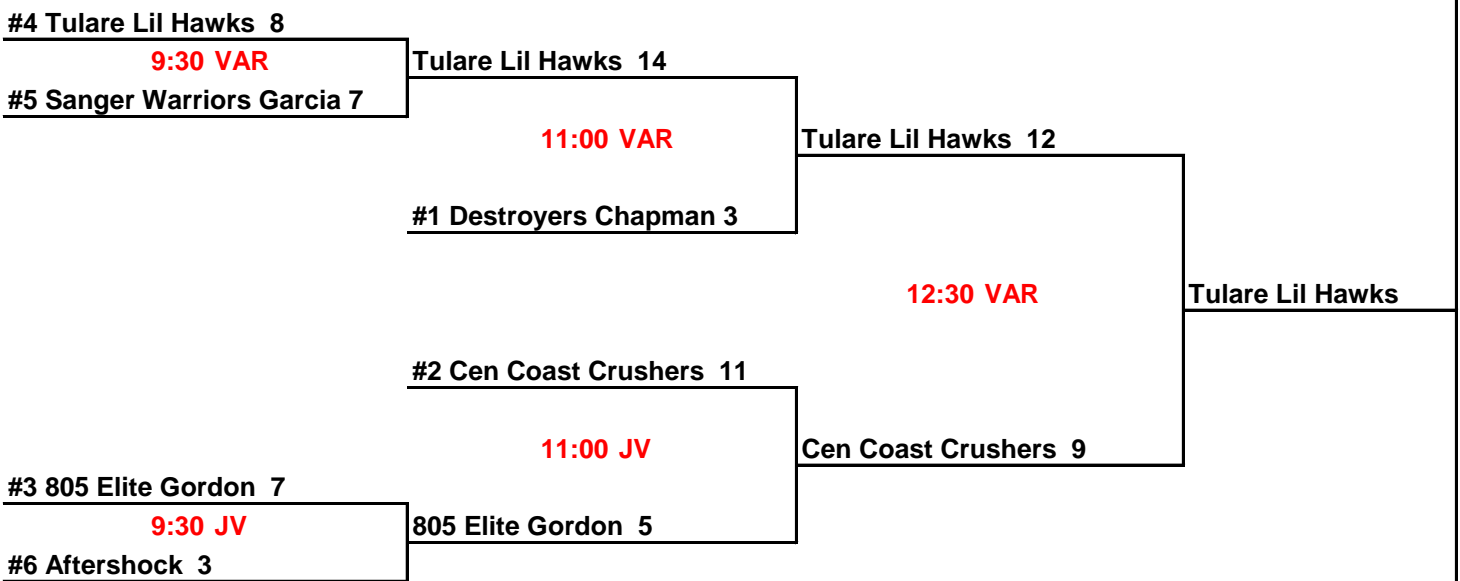 #4 Tulare Lil Hawks 8
9:30 VAR
Tulare Lil Hawks 14
#5 Sanger Warriors Garcia 7
11:00 VAR
Tulare Lil Hawks 12
#1 Destroyers Chapman 3
12:30 VAR
Tulare Lil Hawks
#2 Cen Coast Crushers 11
11:00 JV
Cen Coast Crushers 9
#3 805 Elite Gordon 7
9:30 JV
805 Elite Gordon 5
#6 Aftershock 3